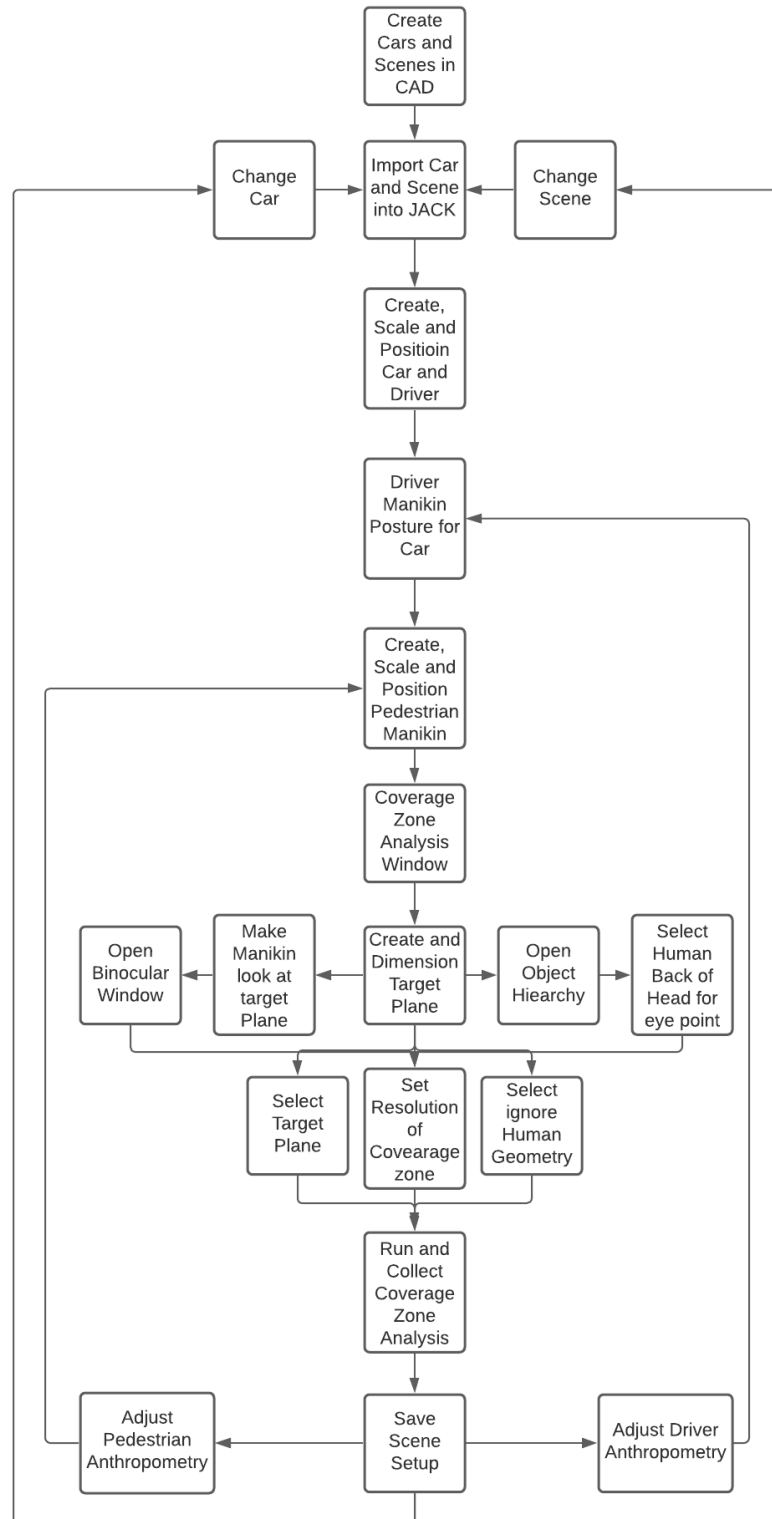 Create
Cars and
Scenes in
CAD
Change
Car
Import Car
and Scene
into JACK
Change
Scene
Create,
Scale and
Positioin
Car and
Driver
Driver
Manikin
Posture for
Car
Create,
Scale and
Position
Pedestrian
Manikin
Coverage
Zone
Analysis
Window
Open
Binocular
Window
Make
Manikin
look at
target
Plane
Create and
Dimension
Target
Plane
Open
Object
Hiearchy
Select
Human
Back of
Head for
eye point
Select
Target
Plane
Set
Resolution
of
Covearage
zone
Select
ignore
Human
Geometry
Run and
Collect
Coverage
Zone
Analysis
Adjust
Pedestrian
Anthropometry
Save
Scene
Setup
Adjust Driver
Anthropometry